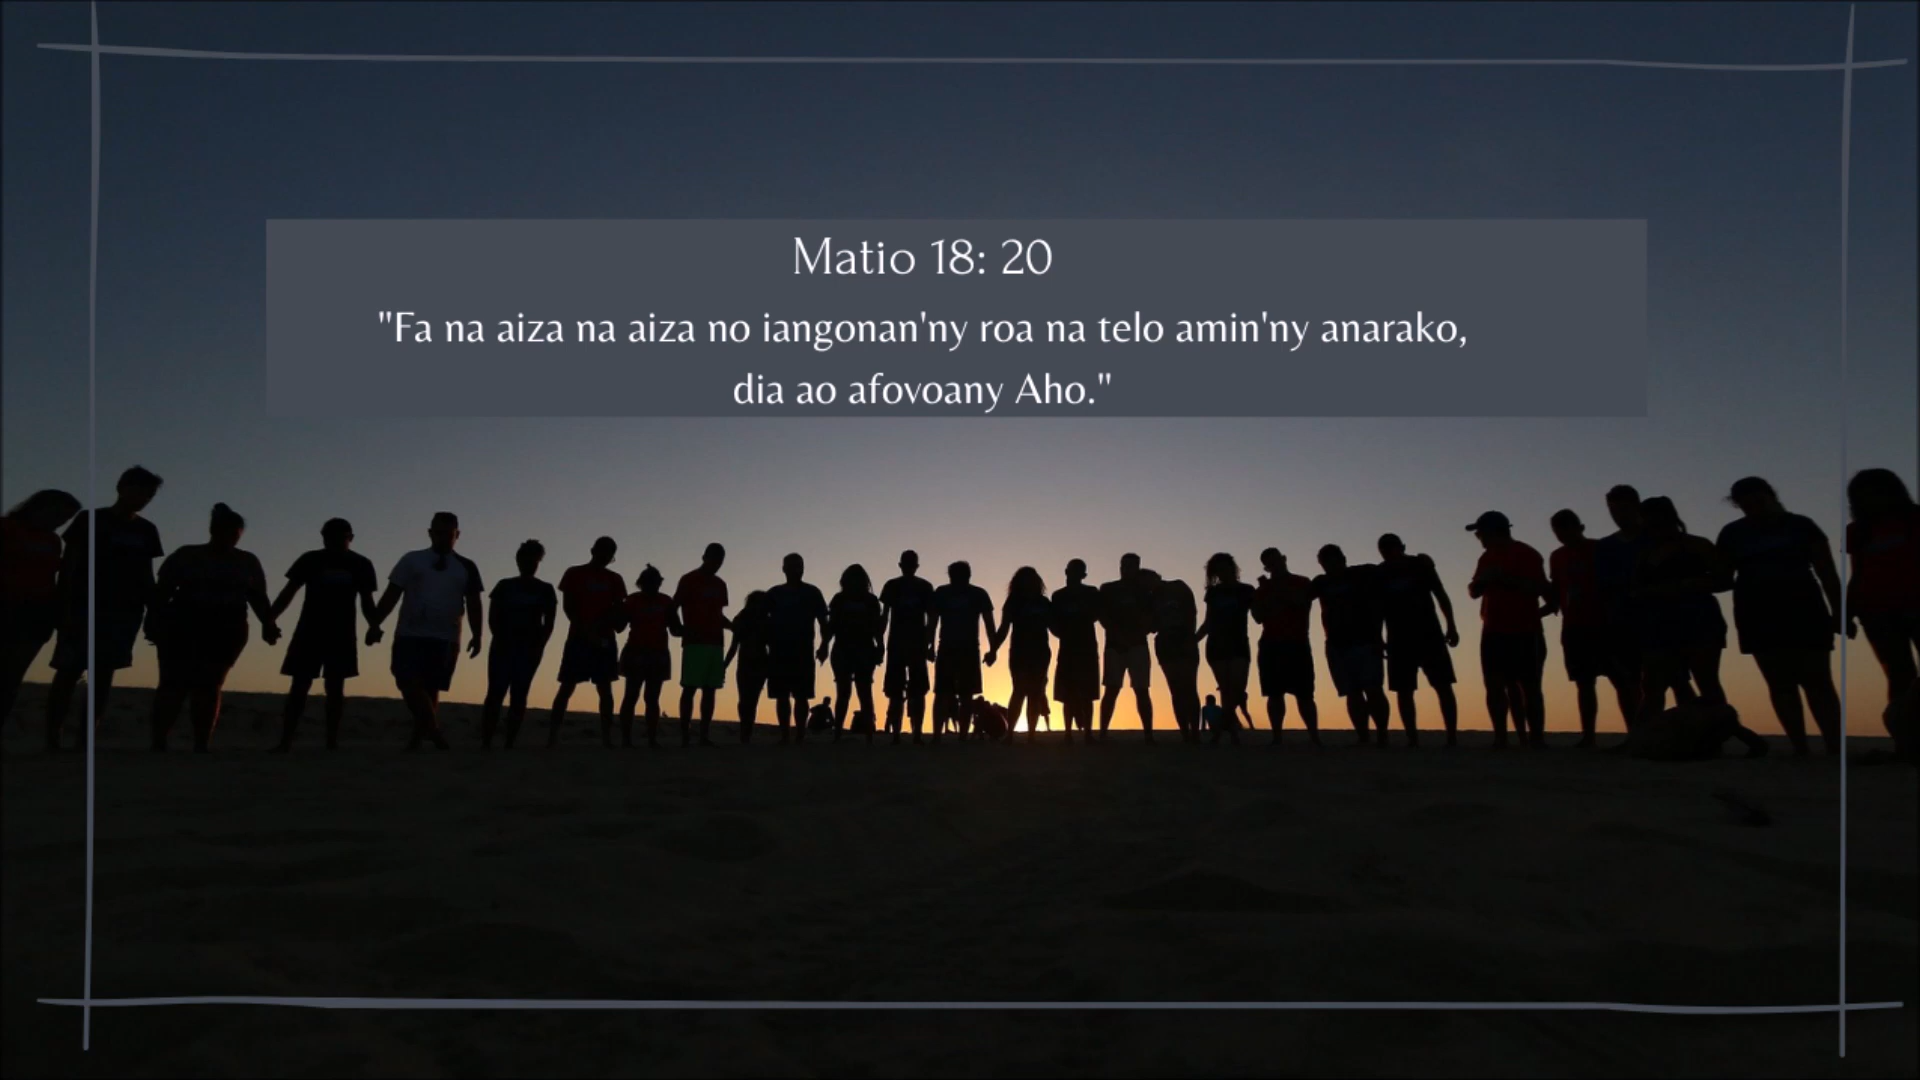 Matio 18: 20
"Fa na aiza na aiza no iangonan'ny roa na telo amin'ny anarako,
dia ao afovoany Aho."